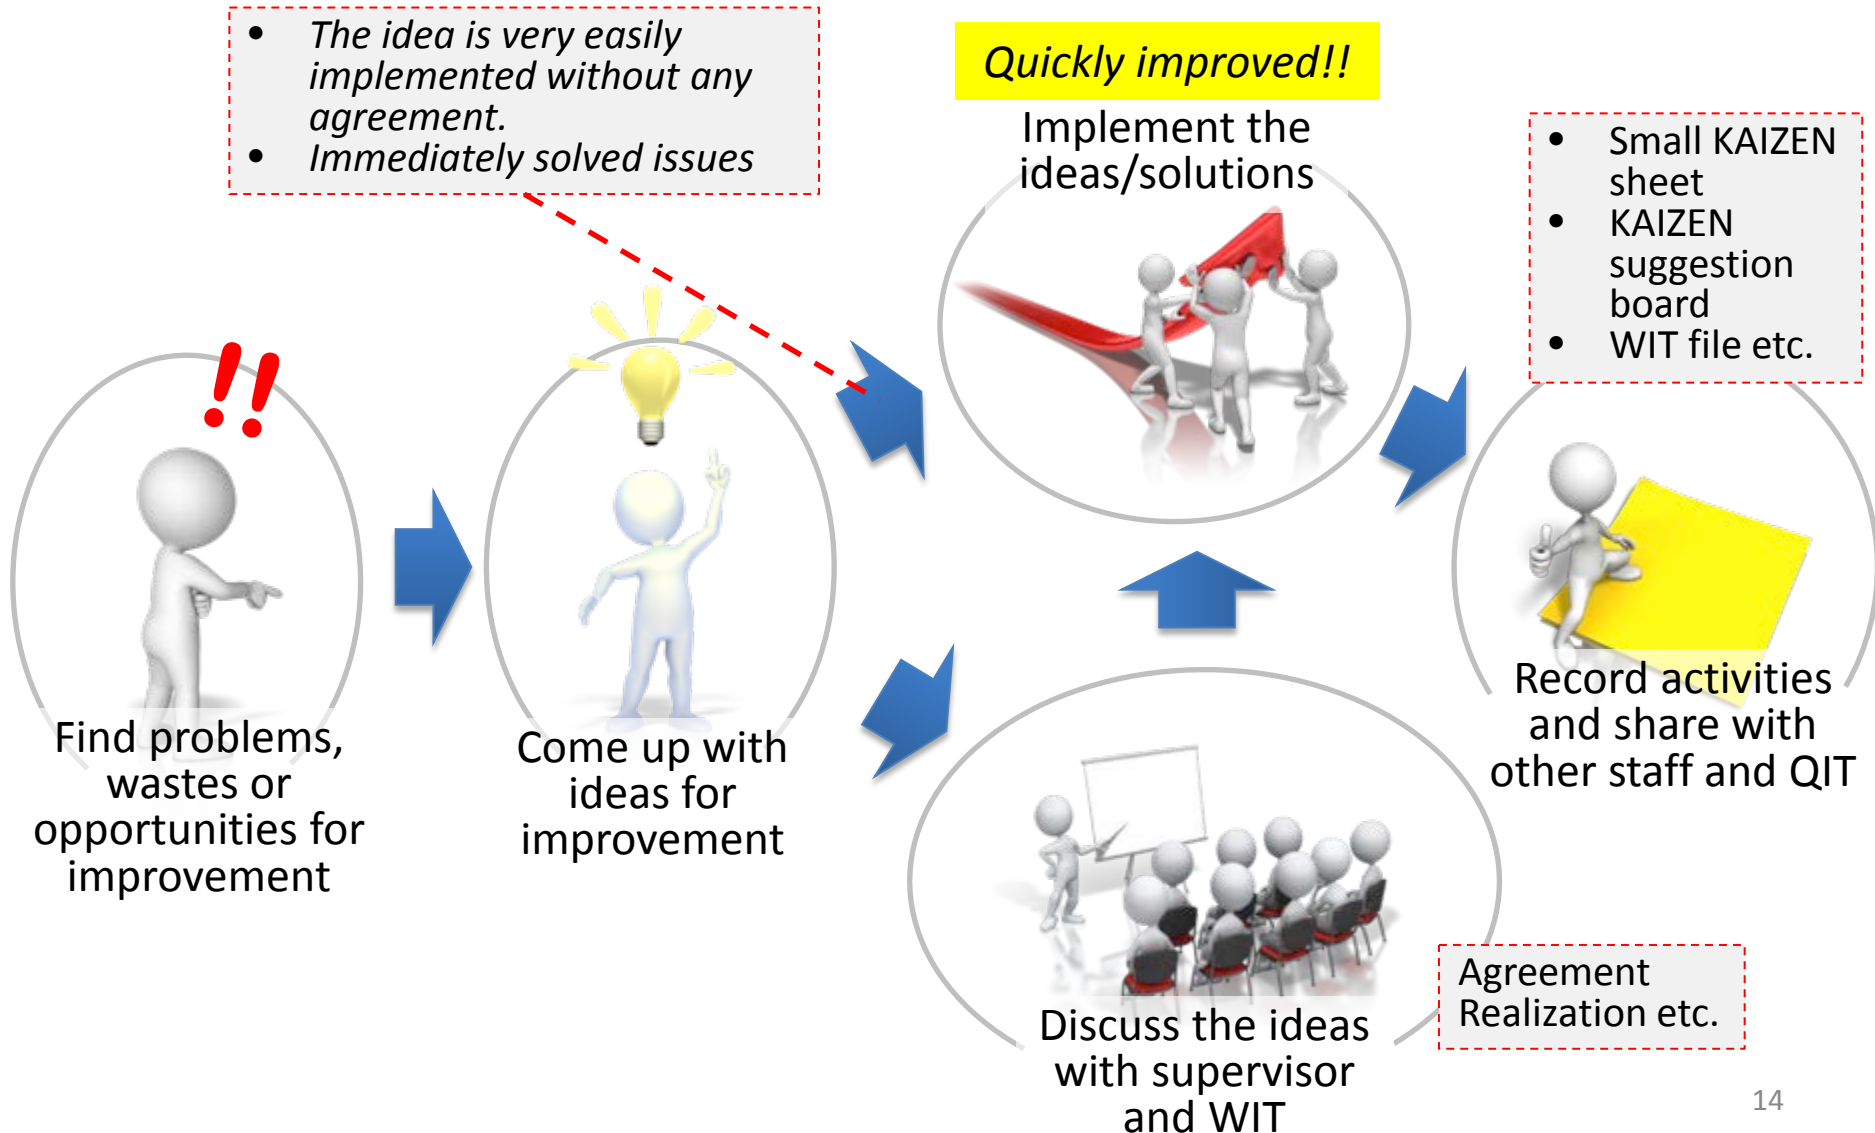 • The idea is very easily
implemented without any
agreement.
• Immediately solved issues
Quickly improved!!
Implement the
ideas/solutions
• Small KAIZEN
sheet
• KAIZEN
suggestion
board
• WIT file etc.
!!
Find problems,
wastes or
opportunities for
improvement
Come up with
ideas for
improvement
Record activities
and share with
other staff and QIT
Discuss the ideas
with supervisor
and WIT
Agreement
Realization etc.
14